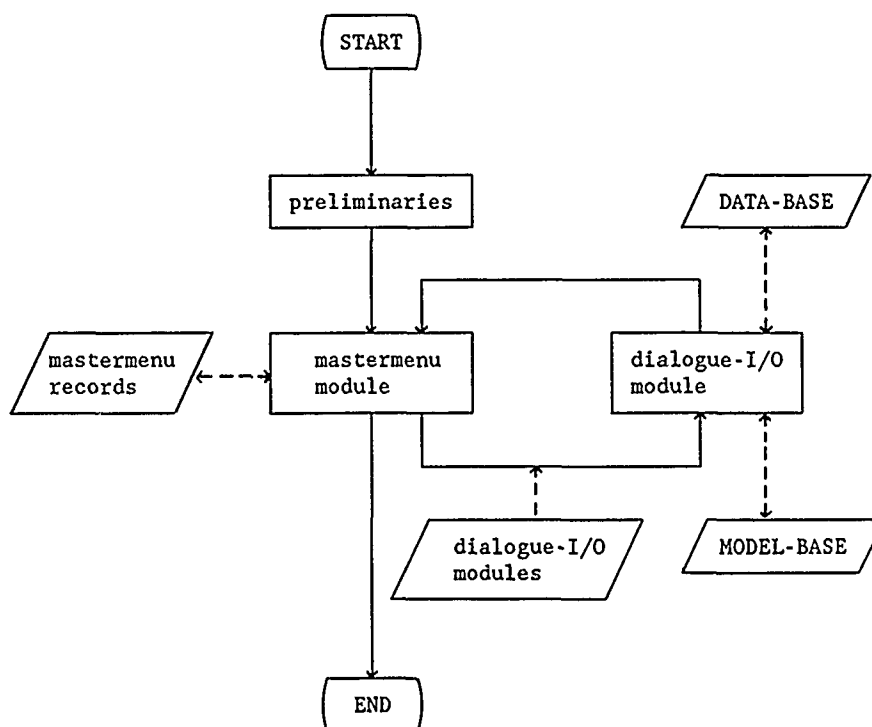 START
preliminaries
DATA-BASE
mastermenu
records
mastermenu
module
dialogue-I/O
module
dialogue-I/O
modules
MODEL-BASE
END